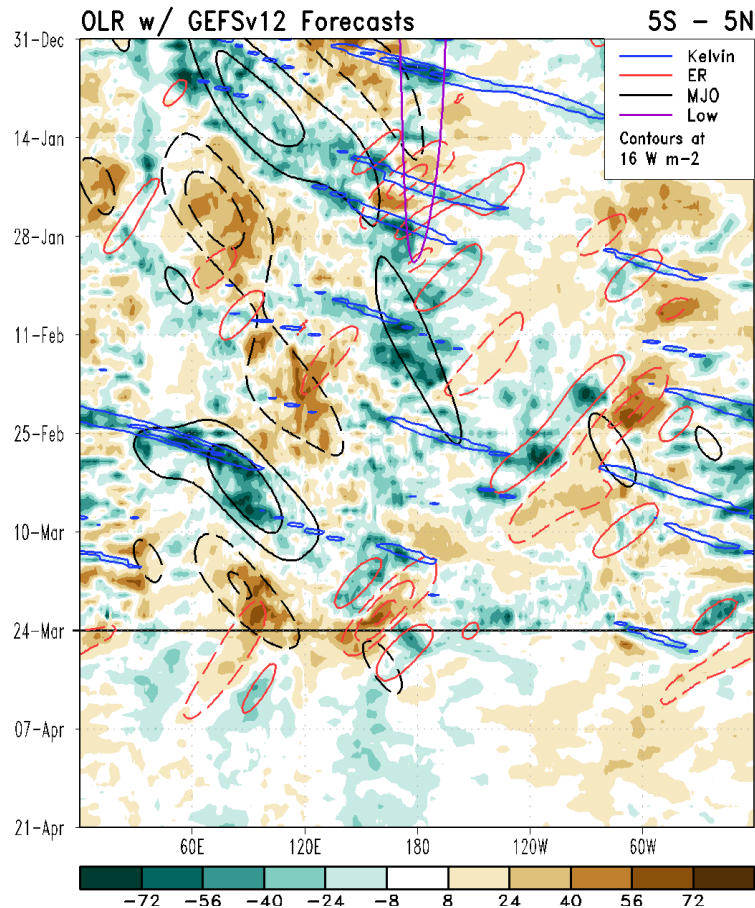 OLR w/ GEFSv12 Forecasts 5S - 5N
31-Dec
14-Jan
28-Jan
11-Feb
25-Feb
10-Mar
24-Mar
07-Apr
21-Apr
Kelvin
ER
MJO
Low
Contours at
16 W m-2
60E 120E 180 120W 60W
-72 -56 -40 -24 -8 8 24 40 56 72